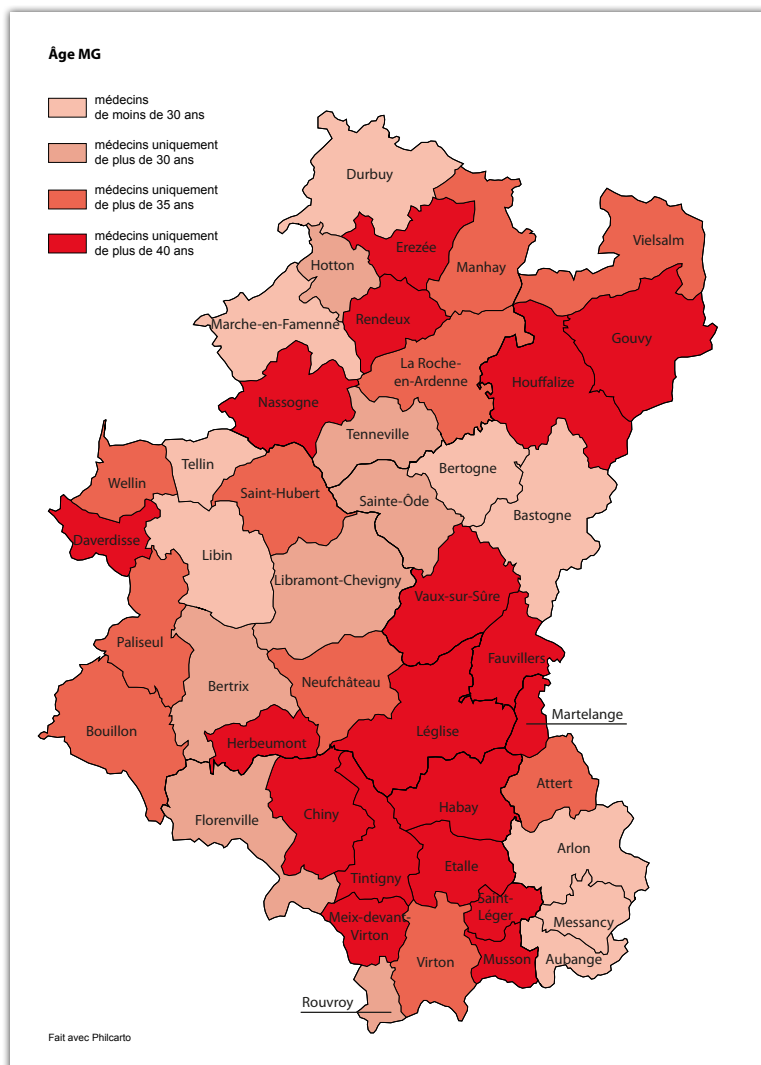 Âge MG
médecins
de moins de 30 ans
médecins uniquement
de plus de 30 ans
médecins uniquement
de plus de 35 ans
médecins uniquement
de plus de 40 ans
Durbuy
Vielsalm
Erezée
Hotton
Manhay
Marche-en-Famenne
Rendeux
Gouvy
La Roche-
en-Ardenne
Houffalize
Nassogne
Tenneville
Tellin
Bertogne
Wellin
Saint-Hubert
Sainte-Ôde
Bastogne
Daverdisse
Libin
Libramont-Chevigny
Vaux-sur-Sûre
Paliseul
Fauvillers
Bertrix
Neufchâteau
Martelange
Bouillon
Herbeumont
Léglise
Attert
Florenville
Chiny
Habay
Arlon
Etalle
Tintigny
Saint-
Léger
Meix-devant-
Virton
Messancy
Virton
Musson
Aubange
Rouvroy
Fait avec Philcarto